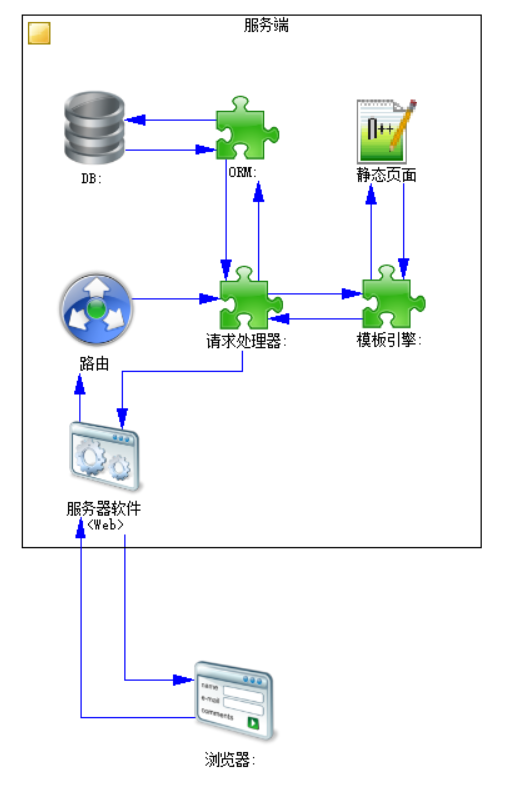 服务端
DB:
ORM:
静态页面
路由
请求处理器:
模板引擎:
服务器软件
<Web>
name
e-mail
comments
浏览器: